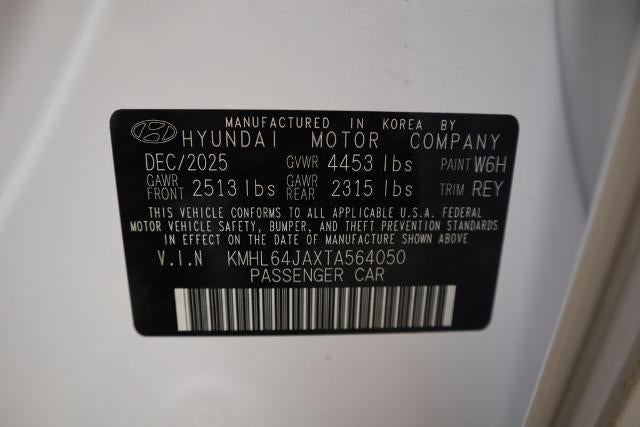 MANUFACTURED IN KOREA BY
HYUNDAI MOTOR COMPANY
DEC/2025 GVWR 4453 lbs PAINT W6H
GAWR FRONT 2513 lbs GAWR REAR 2315 lbs TRIM REY
THIS VEHICLE CONFORMS TO ALL APPLICABLE U.S.A. FEDERAL
MOTOR VEHICLE SAFETY, BUMPER, AND THEFT PREVENTION STANDARDS
IN EFFECT ON THE DATE OF MANUFACTURE SHOWN ABOVE
V.I.N KMHL64JAXTA564050
PASSENGER CAR